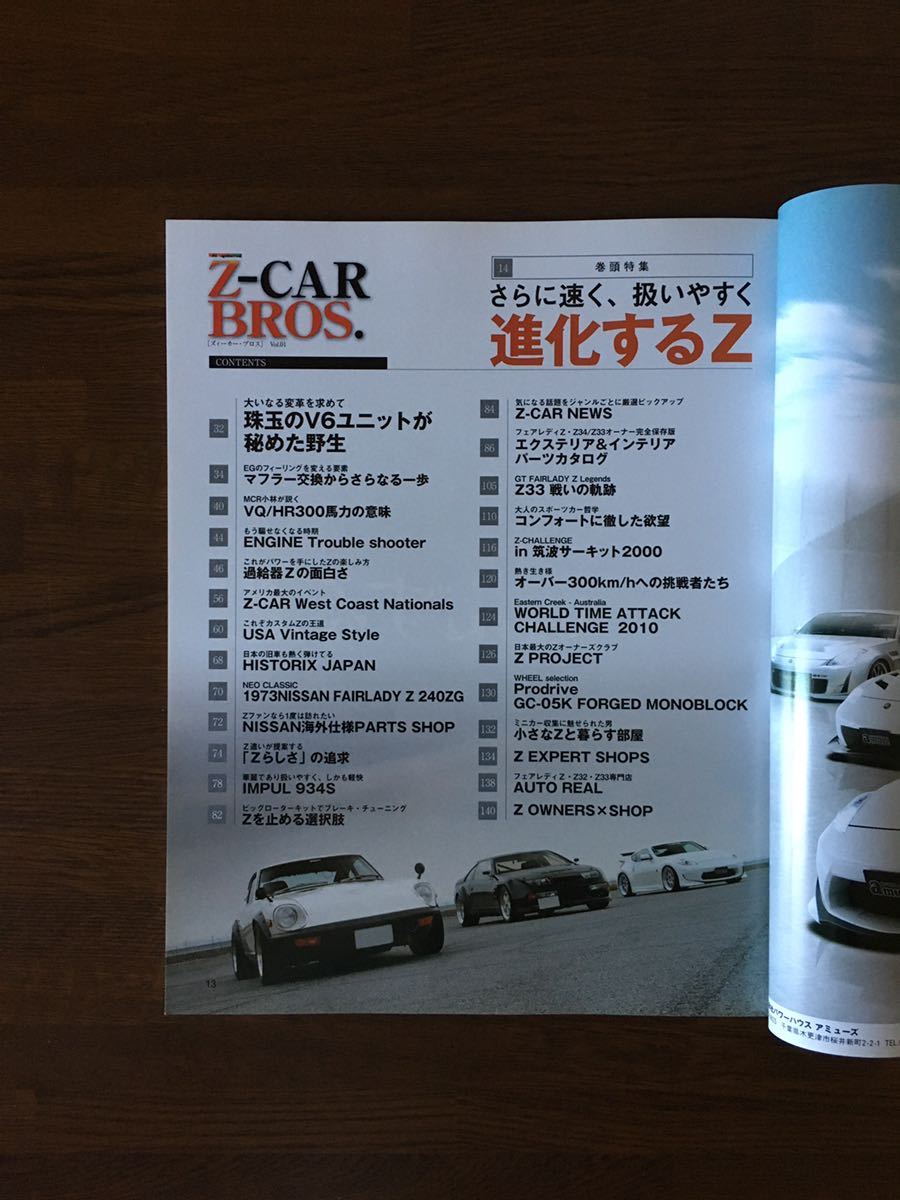 Z-CAR
BROS.
[ズィーカー・ブロス] Vol.01
CONTENTS
14 巻頭特集
さらに速く、扱いやすく
進化するZ
32 大いなる変革を求めて
珠玉のV6ユニットが
秘めた野生
34 EGのフィーリングを変える要素
マフラー交換からさらなる一歩
40 MCR小林が説く
VQ/HR300馬力の意味
44 もう騙せなくなる時期
ENGINE Trouble shooter
46 これがパワーを手にしたZの楽しみ方
過給器Zの面白さ
56 アメリカ最大のイベント
Z-CAR West Coast Nationals
60 これぞカスタムZの王道
USA Vintage Style
68 日本の旧車も熱く弾けてる
HISTORIX JAPAN
70 NEO CLASSIC
1973NISSAN FAIRLADY Z 240ZG
72 Zファンなら1度は訪れたい
NISSAN海外仕様PARTS SHOP
74 Z遣いが提案する
「Zらしさ」の追求
78 華麗であり扱いやすく、しかも軽快
IMPUL 934S
82 ビッグローターキットでブレーキ・チューニング
Zを止める選択肢
84 気になる話題をジャンルごとに厳選ピックアップ
Z-CAR NEWS
86 フェアレディZ・Z34/Z33オーナー完全保存版
エクステリア&インテリア
パーツカタログ
105 GT FAIRLADY Z Legends
Z33 戦いの軌跡
110 大人のスポーツカー哲学
コンフォートに徹した欲望
116 Z-CHALLENGE
in 筑波サーキット2000
120 熱き生き様
オーバー300km/hへの挑戦者たち
124 Eastern Creek - Australia
WORLD TIME ATTACK
CHALLENGE 2010
126 日本最大のZオーナーズクラブ
Z PROJECT
130 WHEEL selection
Prodrive
GC-05K FORGED MONOBLOCK
132 ミニカー収集に魅せられた男
小さなZと暮らす部屋
134 Z EXPERT SHOPS
138 フェアレディZ・Z32・Z33専門店
AUTO REAL
140 Z OWNERS×SHOP
13
パワーハウス アミューズ
千葉県木更津市桜井新町2-2-1 TEL